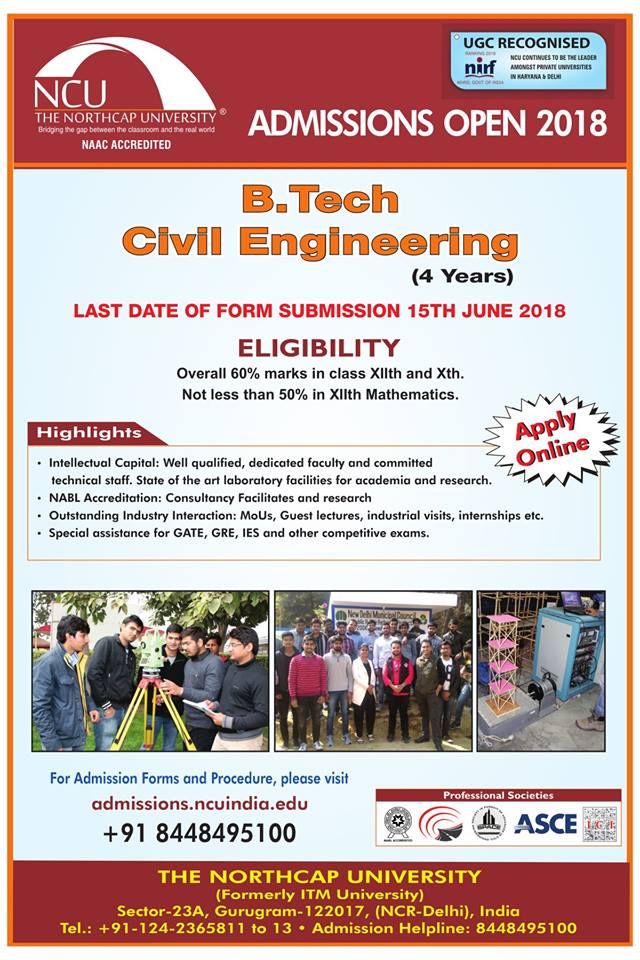 NCU
THE NORTHCAP UNIVERSITY®
Bridging the gap between the classroom and the real world
NAAC ACCREDITED
UGC RECOGNISED
RANKING 2018
nirf
MHRD, GOVT OF INDIA
NCU CONTINUES TO BE THE LEADER
AMONGST PRIVATE UNIVERSITIES
IN HARYANA & DELHI
ADMISSIONS OPEN 2018
B.Tech
Civil Engineering
(4 Years)
LAST DATE OF FORM SUBMISSION 15TH JUNE 2018
ELIGIBILITY
Overall 60% marks in class XIIth and Xth.
Not less than 50% in XIIth Mathematics.
Apply
Online
Highlights
• Intellectual Capital: Well qualified, dedicated faculty and committed
technical staff. State of the art laboratory facilities for academia and research.
• NABL Accreditation: Consultancy Facilitates and research
• Outstanding Industry Interaction: MoUs, Guest lectures, industrial visits, internships etc.
• Special assistance for GATE, GRE, IES and other competitive exams.
New Delhi Municipal Council
For Admission Forms and Procedure, please visit
admissions.ncuindia.edu
+91 8448495100
Professional Societies
NABL ACCREDITED
ASCE
THE NORTHCAP UNIVERSITY
(Formerly ITM University)
Sector-23A, Gurugram-122017, (NCR-Delhi), India
Tel.: +91-124-2365811 to 13 • Admission Helpline: 8448495100